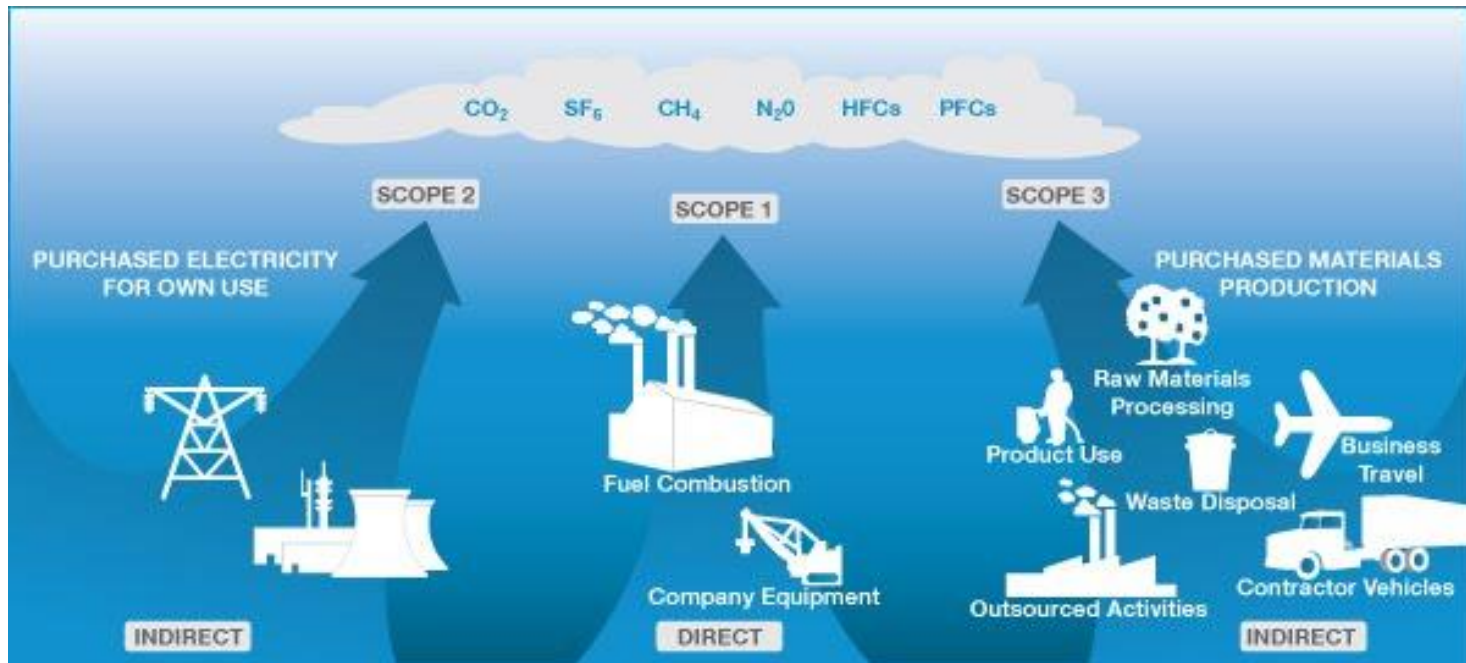 CO₂ SF₆ CH₄ N₂0 HFCs PFCs
SCOPE 2
SCOPE 1
SCOPE 3
PURCHASED ELECTRICITY
FOR OWN USE
PURCHASED MATERIALS
PRODUCTION
Fuel Combustion
Company Equipment
Raw Materials
Processing
Product Use
Business
Travel
Waste Disposal
Contractor Vehicles
Outsourced Activities
INDIRECT
DIRECT
INDIRECT